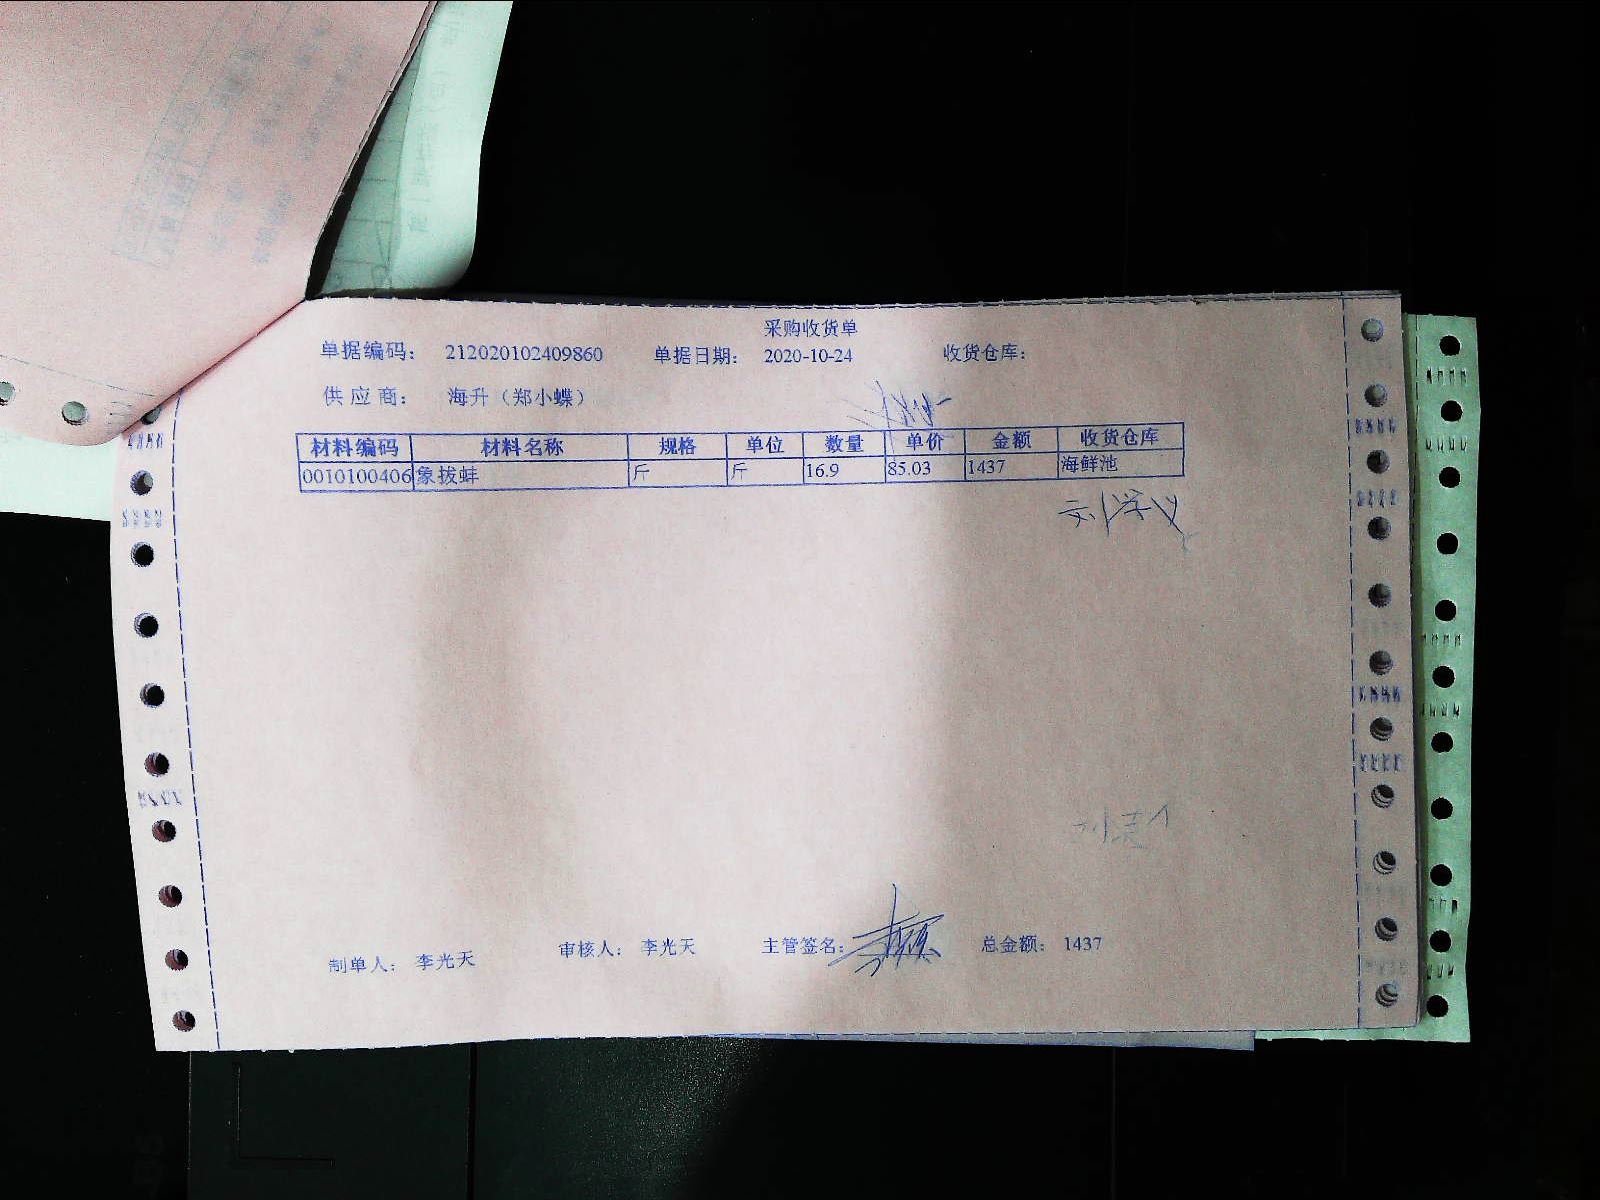 采购收货单
单据编码： 212020102409860 单据日期： 2020-10-24 收货仓库：
供应商： 海升（郑小蝶）
材料编码 材料名称 规格 单位 数量 单价 金额 收货仓库
0010100406 象拔蚌 斤 斤 16.9 85.03 1437 海鲜池
制单人： 李光天 审核人： 李光天 主管签名： 总金额： 1437